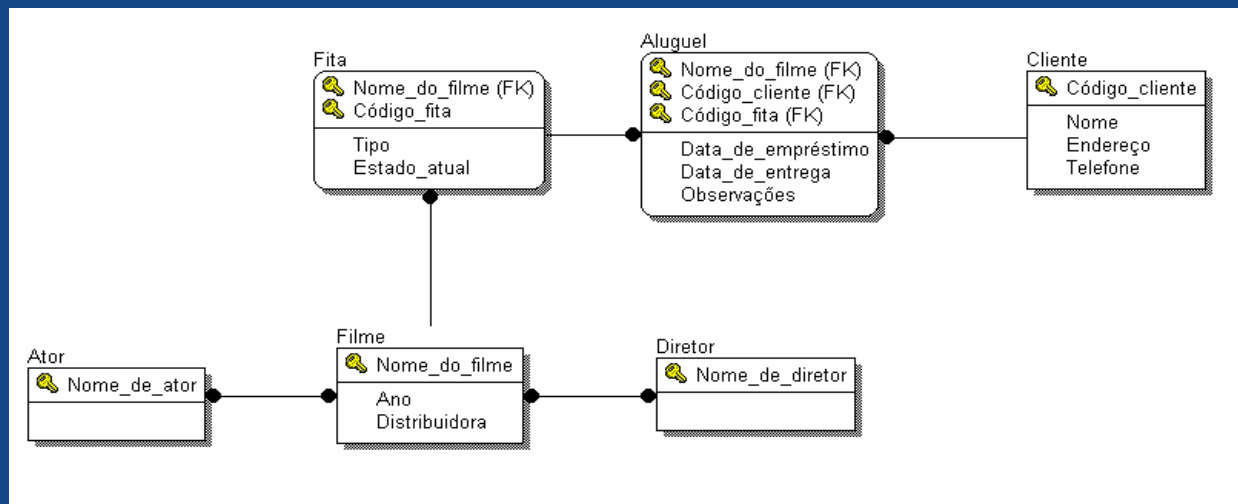 Fita
Nome_do_filme (FK)
Código_fita
Tipo
Estado_atual
Aluguel
Nome_do_filme (FK)
Código_cliente (FK)
Código_fita (FK)
Data_de_empréstimo
Data_de_entrega
Observações
Cliente
Código_cliente
Nome
Endereço
Telefone
Ator
Nome_de_ator
Filme
Nome_do_filme
Ano
Distribuidora
Diretor
Nome_de_diretor